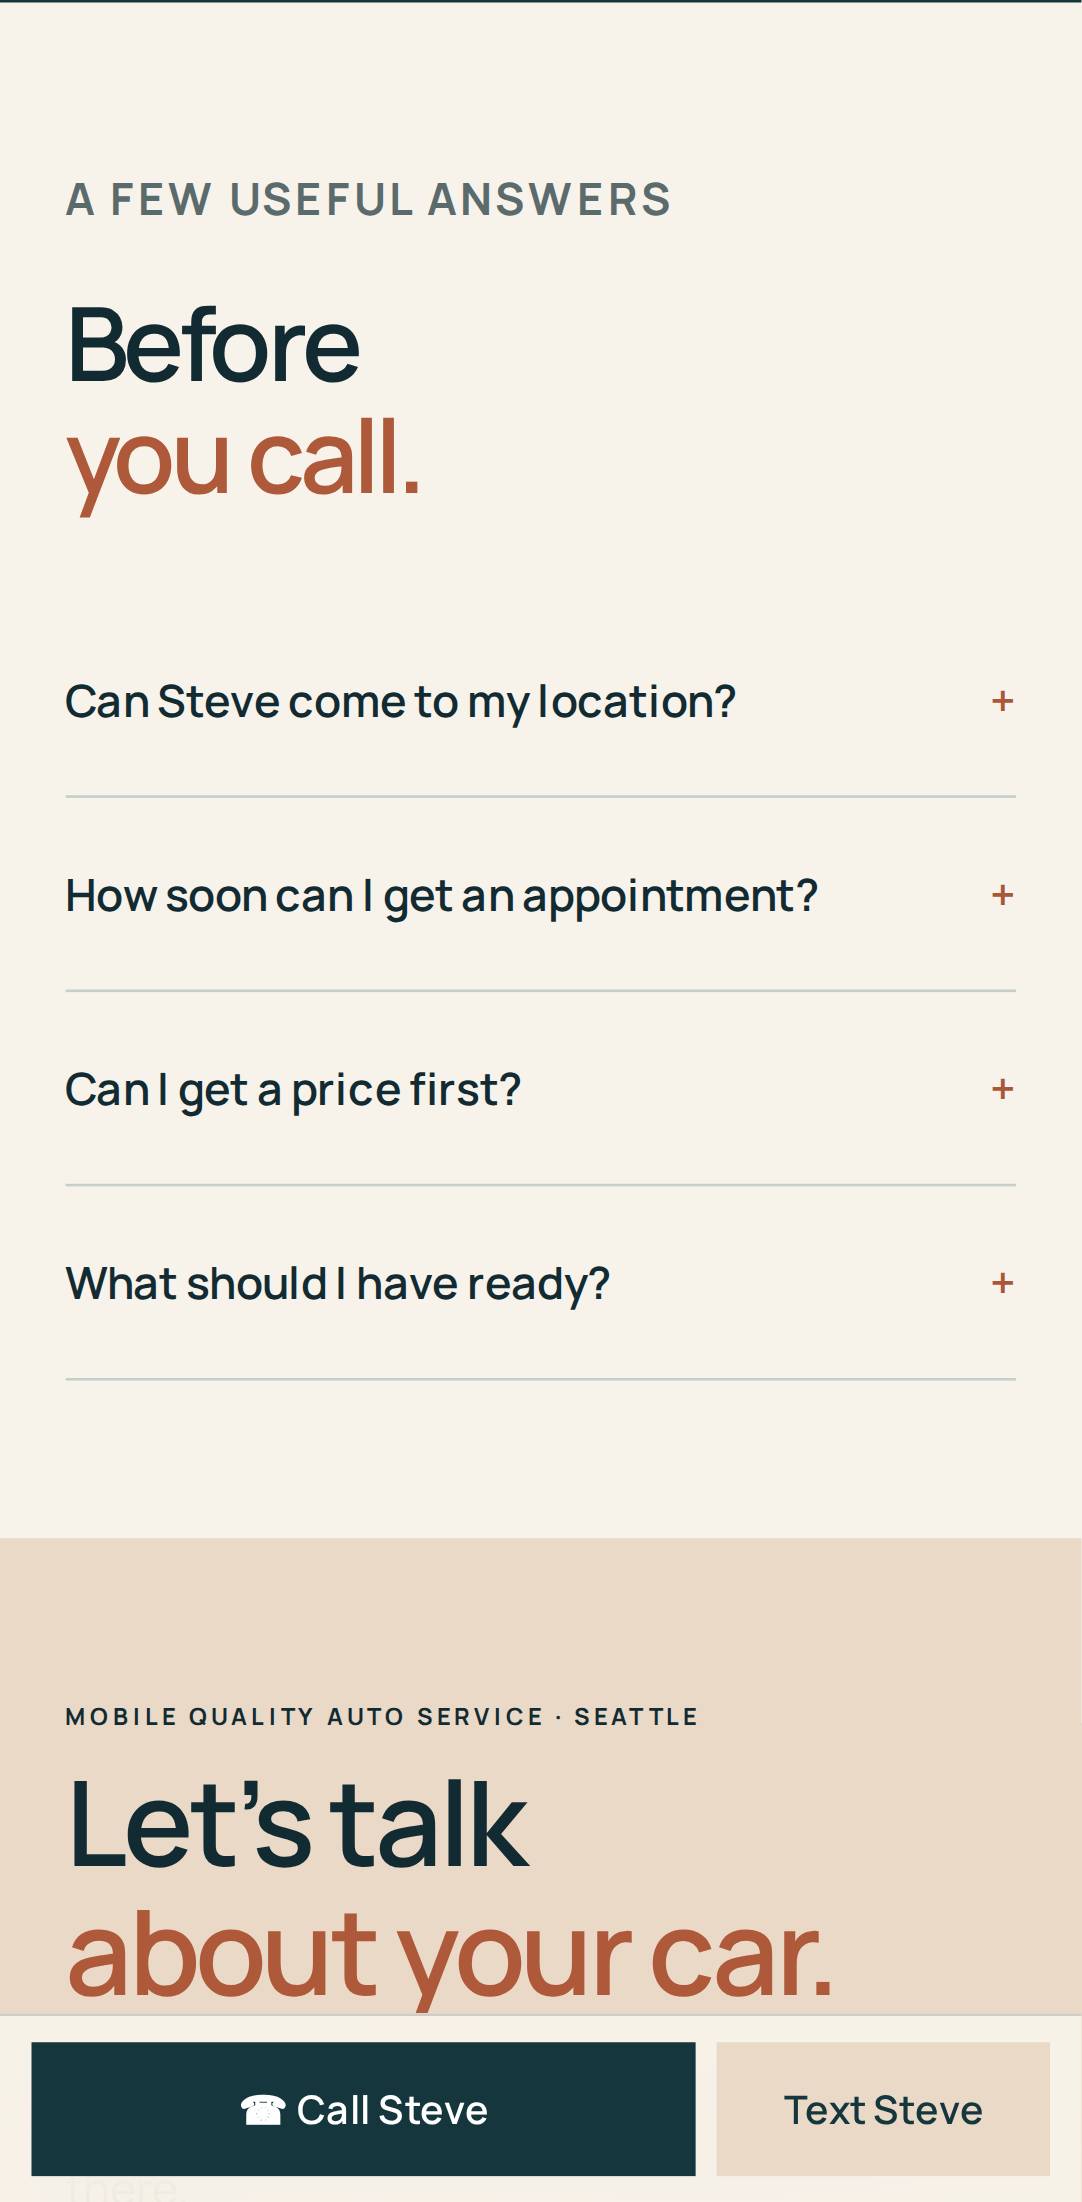 A FEW USEFUL ANSWERS
Before
you call.
Can Steve come to my location?
+
How soon can I get an appointment?
+
Can I get a price first?
+
What should I have ready?
+
MOBILE QUALITY AUTO SERVICE · SEATTLE
Let’s talk
about your car.
☎ Call Steve
Text Steve
there.